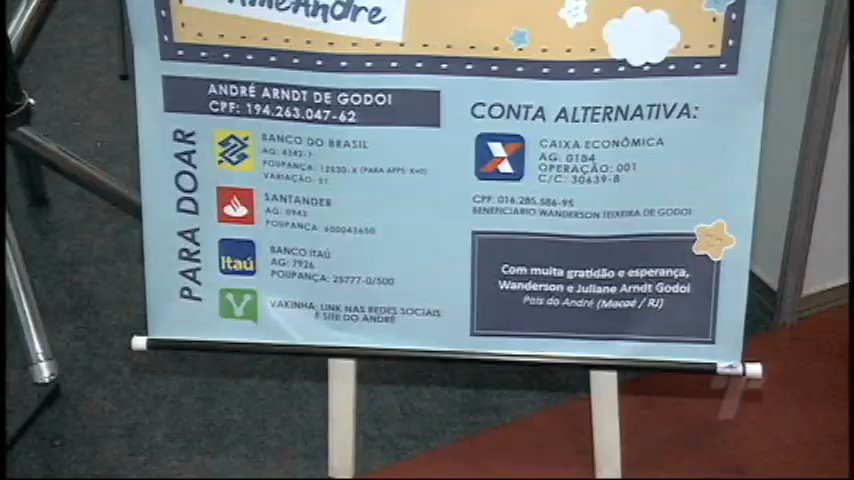 AmeAndre
ANDRÉ ARNDT DE GODOI
CPF: 194.263.047-62
PARA DOAR
BANCO DO BRASIL
AG: 4342-7
POUPANÇA: 12530-X (PARA APPS: X=0)
VARIAÇÃO: 51
SANTANDER
AG: 0943
POUPANÇA: 600043650
Itaú
BANCO ITAÚ
AG: 7926
POUPANÇA: 25777-0/500
VAKINHA: LINK NAS REDES SOCIAIS
E SITE DO ANDRÉ
CONTA ALTERNATIVA:
CAIXA ECONÔMICA
AG: 0184
OPERAÇÃO: 001
C/C: 30639-8
CPF: 016.285.586-95
BENEFICIÁRIO WANDERSON TEIXEIRA DE GODOI
Com muita gratidão e esperança,
Wanderson e Juliane Arndt Godoi
Pais do André (Macaé / RJ)